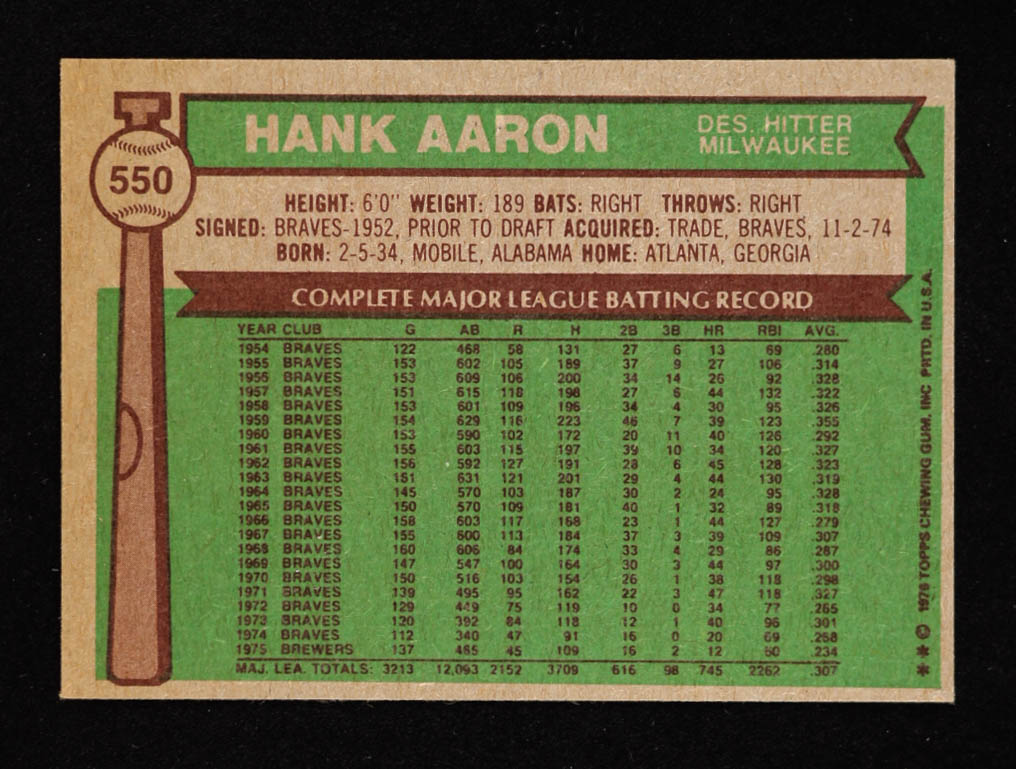 550
HANK AARON
DES. HITTER
MILWAUKEE
HEIGHT: 6'0" WEIGHT: 189 BATS: RIGHT THROWS: RIGHT
SIGNED: BRAVES-1952, PRIOR TO DRAFT ACQUIRED: TRADE, BRAVES, 11-2-74
BORN: 2-5-34, MOBILE, ALABAMA HOME: ATLANTA, GEORGIA
COMPLETE MAJOR LEAGUE BATTING RECORD
YEAR CLUB G AB R H 2B 3B HR RBI AVG.
1954 BRAVES 122 468 58 131 27 6 13 69 .280
1955 BRAVES 153 602 105 189 37 9 27 106 .314
1956 BRAVES 153 609 106 200 34 14 26 92 .328
1957 BRAVES 151 615 118 198 27 6 44 132 .322
1958 BRAVES 153 601 109 196 34 4 30 95 .326
1959 BRAVES 154 629 116 223 46 7 39 123 .355
1960 BRAVES 153 590 102 172 20 11 40 126 .292
1961 BRAVES 155 603 115 197 39 10 34 120 .327
1962 BRAVES 156 592 127 191 28 6 45 128 .323
1963 BRAVES 161 631 121 201 29 4 44 130 .319
1964 BRAVES 145 570 103 187 30 2 24 95 .328
1965 BRAVES 150 570 109 181 40 1 32 89 .318
1966 BRAVES 158 603 117 168 23 1 44 127 .279
1967 BRAVES 155 600 113 184 37 3 39 109 .307
1968 BRAVES 160 606 84 174 33 4 29 86 .287
1969 BRAVES 147 547 100 164 30 3 44 97 .300
1970 BRAVES 150 516 103 154 26 1 38 118 .298
1971 BRAVES 139 495 95 162 22 3 47 118 .327
1972 BRAVES 129 449 75 119 10 0 34 77 .265
1973 BRAVES 120 392 84 118 12 1 40 96 .301
1974 BRAVES 112 340 47 91 16 0 20 69 .268
1975 BREWERS 137 465 45 109 16 2 12 60 .234
MAJ. LEA. TOTALS: 3213 12,093 2152 3709 616 98 745 2262 .307
* * © 1976 TOPPS CHEWING GUM, INC PRTD. IN U.S.A.